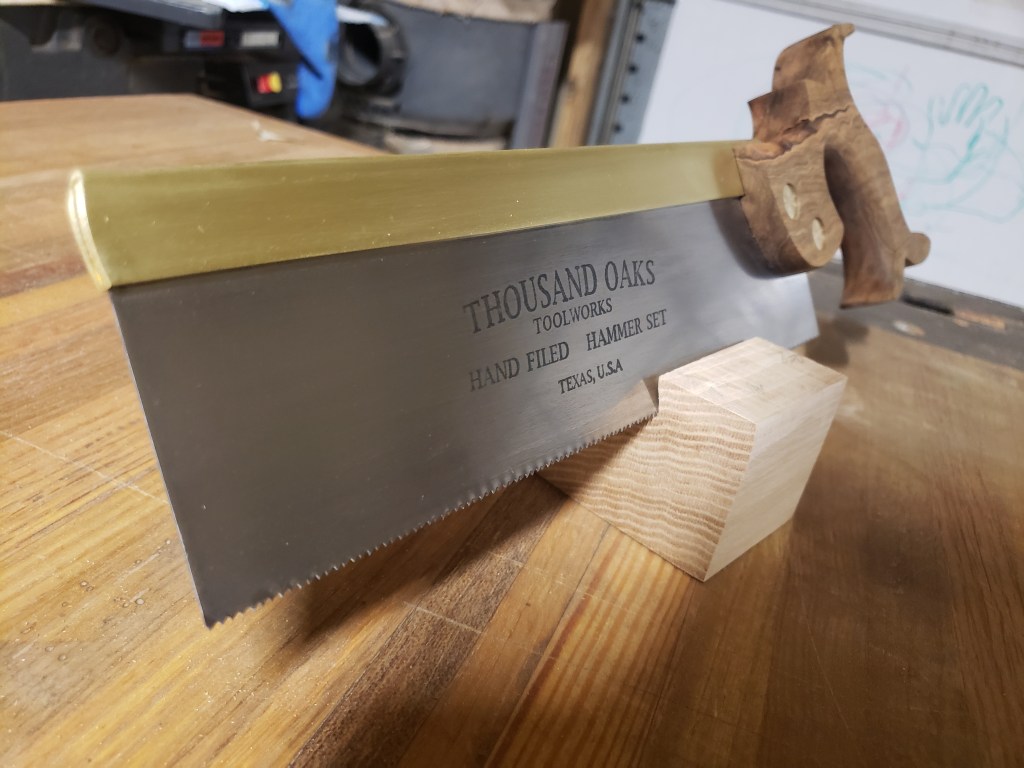 THOUSAND OAKS
TOOLWORKS
HAND FILED HAMMER SET
TEXAS, U.S.A